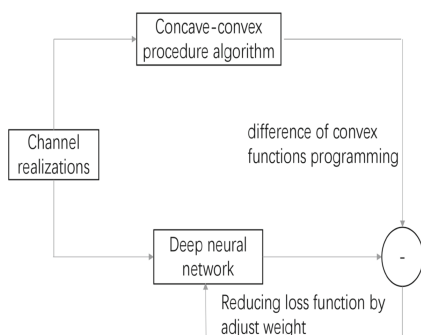 Concave-convex
procedure algorithm
Channel
realizations
difference of convex
functions programming
Deep neural
network
-
Reducing loss function by
adjust weight